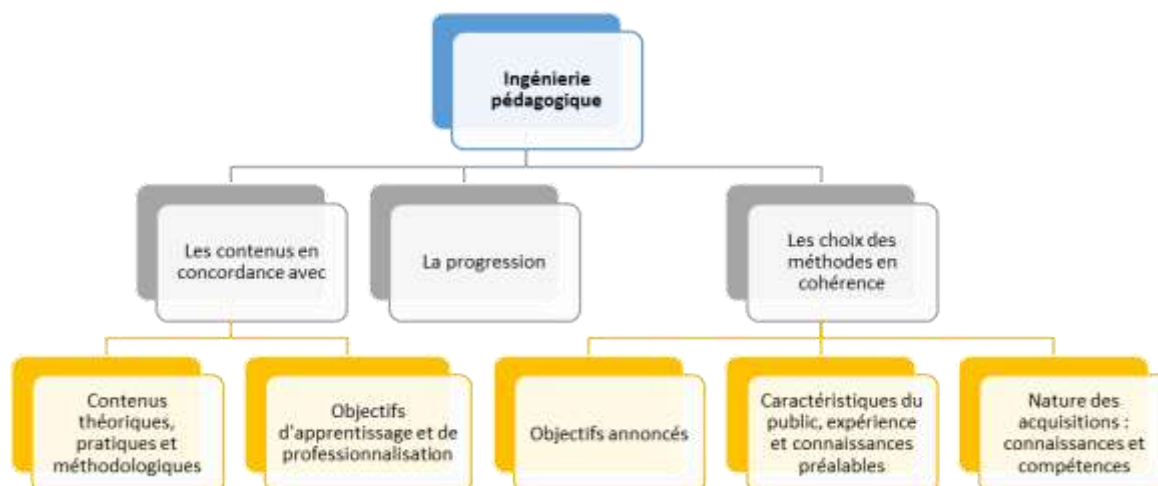 Ingénierie
pédagogique
Les contenus en
concordance avec
La progression
Les choix des
méthodes en
cohérence
Contenus
théoriques,
pratiques et
méthodologiques
Objectifs
d'apprentissage et de
professionnalisation
Objectifs annoncés
Caractéristiques du
public, expérience
et connaissances
préalables
Nature des
acquisitions :
connaissances et
compétences